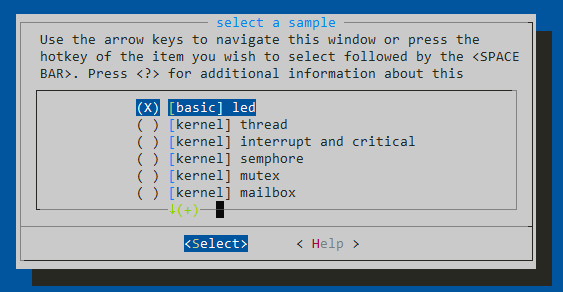 select a sample
Use the arrow keys to navigate this window or press the
hotkey of the item you wish to select followed by the <SPACE
BAR>. Press <?> for additional information about this
(X) [basic] led
( ) [kernel] thread
( ) [kernel] interrupt and critical
( ) [kernel] semphore
( ) [kernel] mutex
( ) [kernel] mailbox
↓(+)
<Select> < Help >